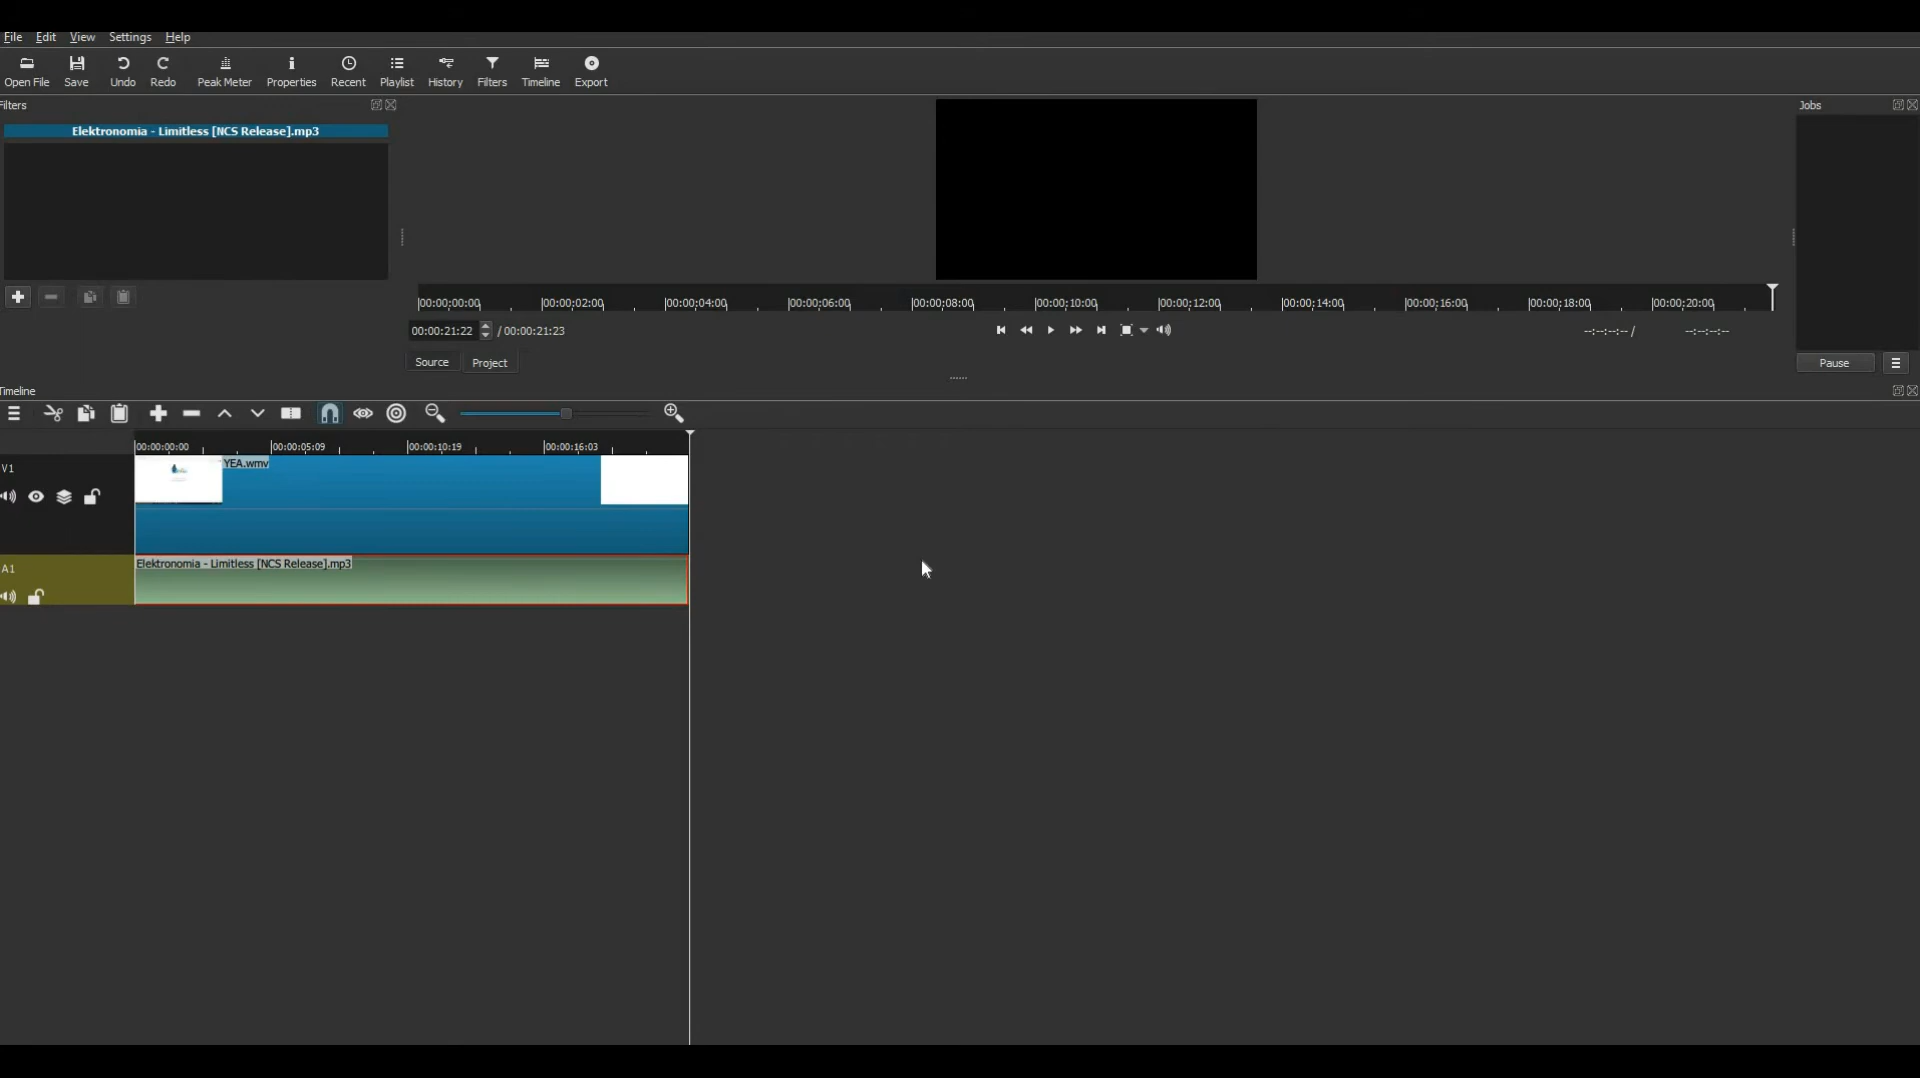 File Edit View Settings Help
Open File Save Undo Redo Peak Meter Properties Recent Playlist History Filters Timeline Export
Filters
Jobs
Elektronomia - Limitless [NCS Release].mp3
00:00:00:00 00:00:02:00 00:00:04:00 00:00:06:00 00:00:08:00 00:00:10:00 00:00:12:00 00:00:14:00 00:00:16:00 00:00:18:00 00:00:20:00
00:00:21:22 / 00:00:21:23
--:--:--:-- / --:--:--:--
Source Project
Pause
Timeline
00:00:00:00 00:00:05:09 00:00:10:19 00:00:16:03
V1
YEA.wmv
A1
Elektronomia - Limitless [NCS Release].mp3